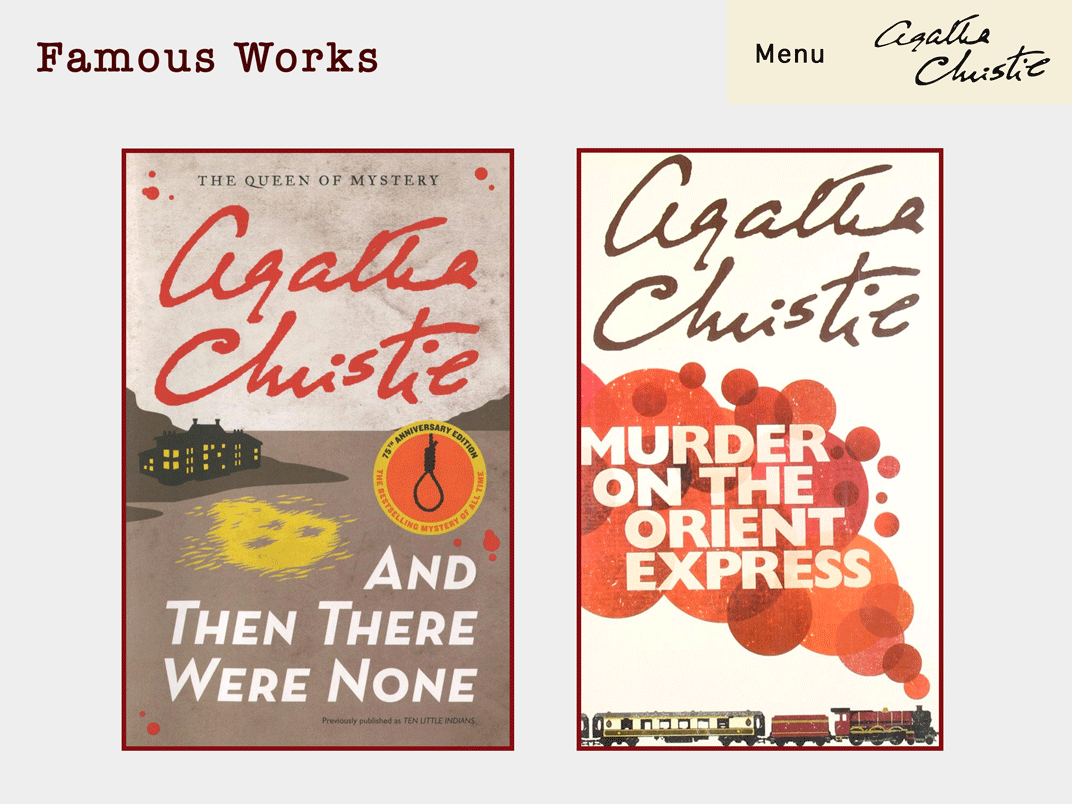 Famous Works
Menu
Agatha
Christie
THE QUEEN OF MYSTERY
Agatha
Christie
75TH ANNIVERSARY EDITION
THE BESTSELLING MYSTERY OF ALL TIME
AND
THEN THERE
WERE NONE
Previously published as TEN LITTLE INDIANS.
Agatha
Christie
MURDER
ON THE
ORIENT
EXPRESS